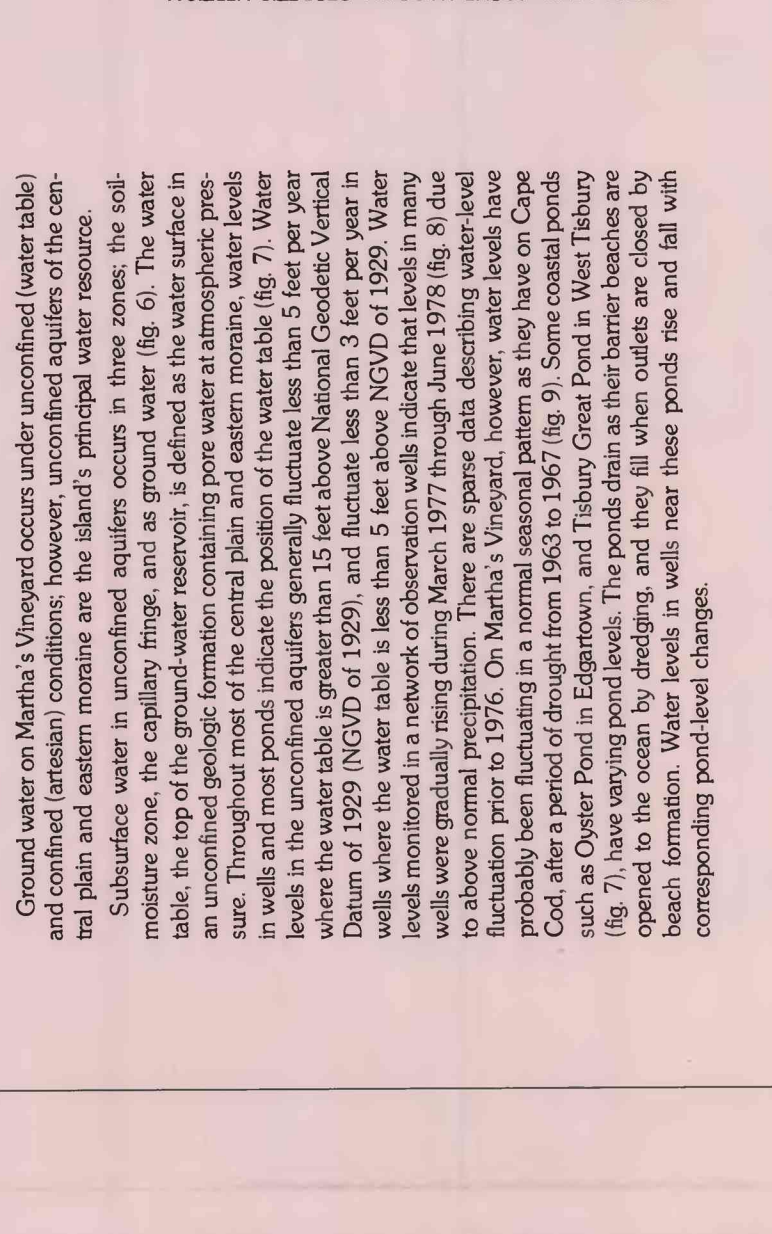 Ground water on Martha's Vineyard occurs under unconfined (water table)
and confined (artesian) conditions; however, unconfined aquifers of the cen-
tral plain and eastern moraine are the island's principal water resource.
Subsurface water in unconfined aquifers occurs in three zones; the soil-
moisture zone, the capillary fringe, and as ground water (fig. 6). The water
table, the top of the ground-water reservoir, is defined as the water surface in
an unconfined geologic formation containing pore water at atmospheric pres-
sure. Throughout most of the central plain and eastern moraine, water levels
in wells and most ponds indicate the position of the water table (fig. 7). Water
levels in the unconfined aquifers generally fluctuate less than 5 feet per year
where the water table is greater than 15 feet above National Geodetic Vertical
Datum of 1929 (NGVD of 1929), and fluctuate less than 3 feet per year in
wells where the water table is less than 5 feet above NGVD of 1929. Water
levels monitored in a network of observation wells indicate that levels in many
wells were gradually rising during March 1977 through June 1978 (fig. 8) due
to above normal precipitation. There are sparse data describing water-level
fluctuation prior to 1976. On Martha's Vineyard, however, water levels have
probably been fluctuating in a normal seasonal pattern as they have on Cape
Cod, after a period of drought from 1963 to 1967 (fig. 9). Some coastal ponds
such as Oyster Pond in Edgartown, and Tisbury Great Pond in West Tisbury
(fig. 7), have varying pond levels. The ponds drain as their barrier beaches are
opened to the ocean by dredging, and they fill when outlets are closed by
beach formation. Water levels in wells near these ponds rise and fall with
corresponding pond-level changes.